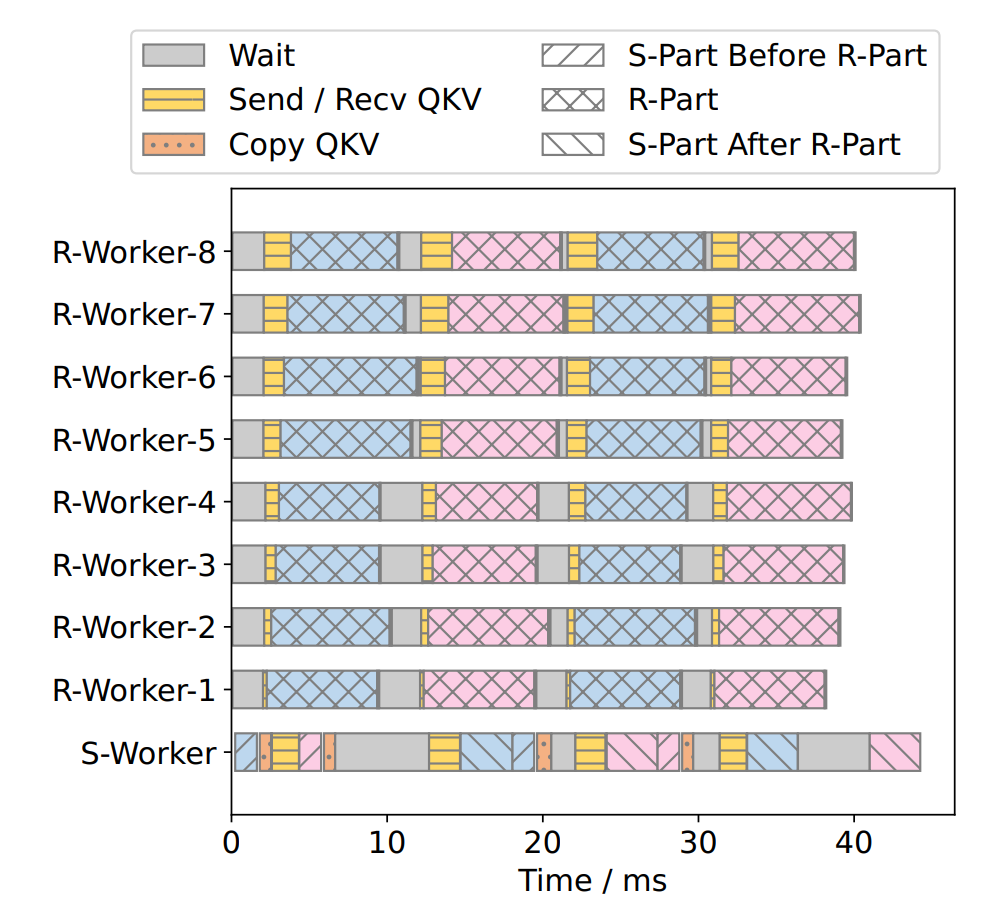 Wait
Send / Recv QKV
Copy QKV
S-Part Before R-Part
R-Part
S-Part After R-Part
R-Worker-8
R-Worker-7
R-Worker-6
R-Worker-5
R-Worker-4
R-Worker-3
R-Worker-2
R-Worker-1
S-Worker
0 10 20 30 40
Time / ms